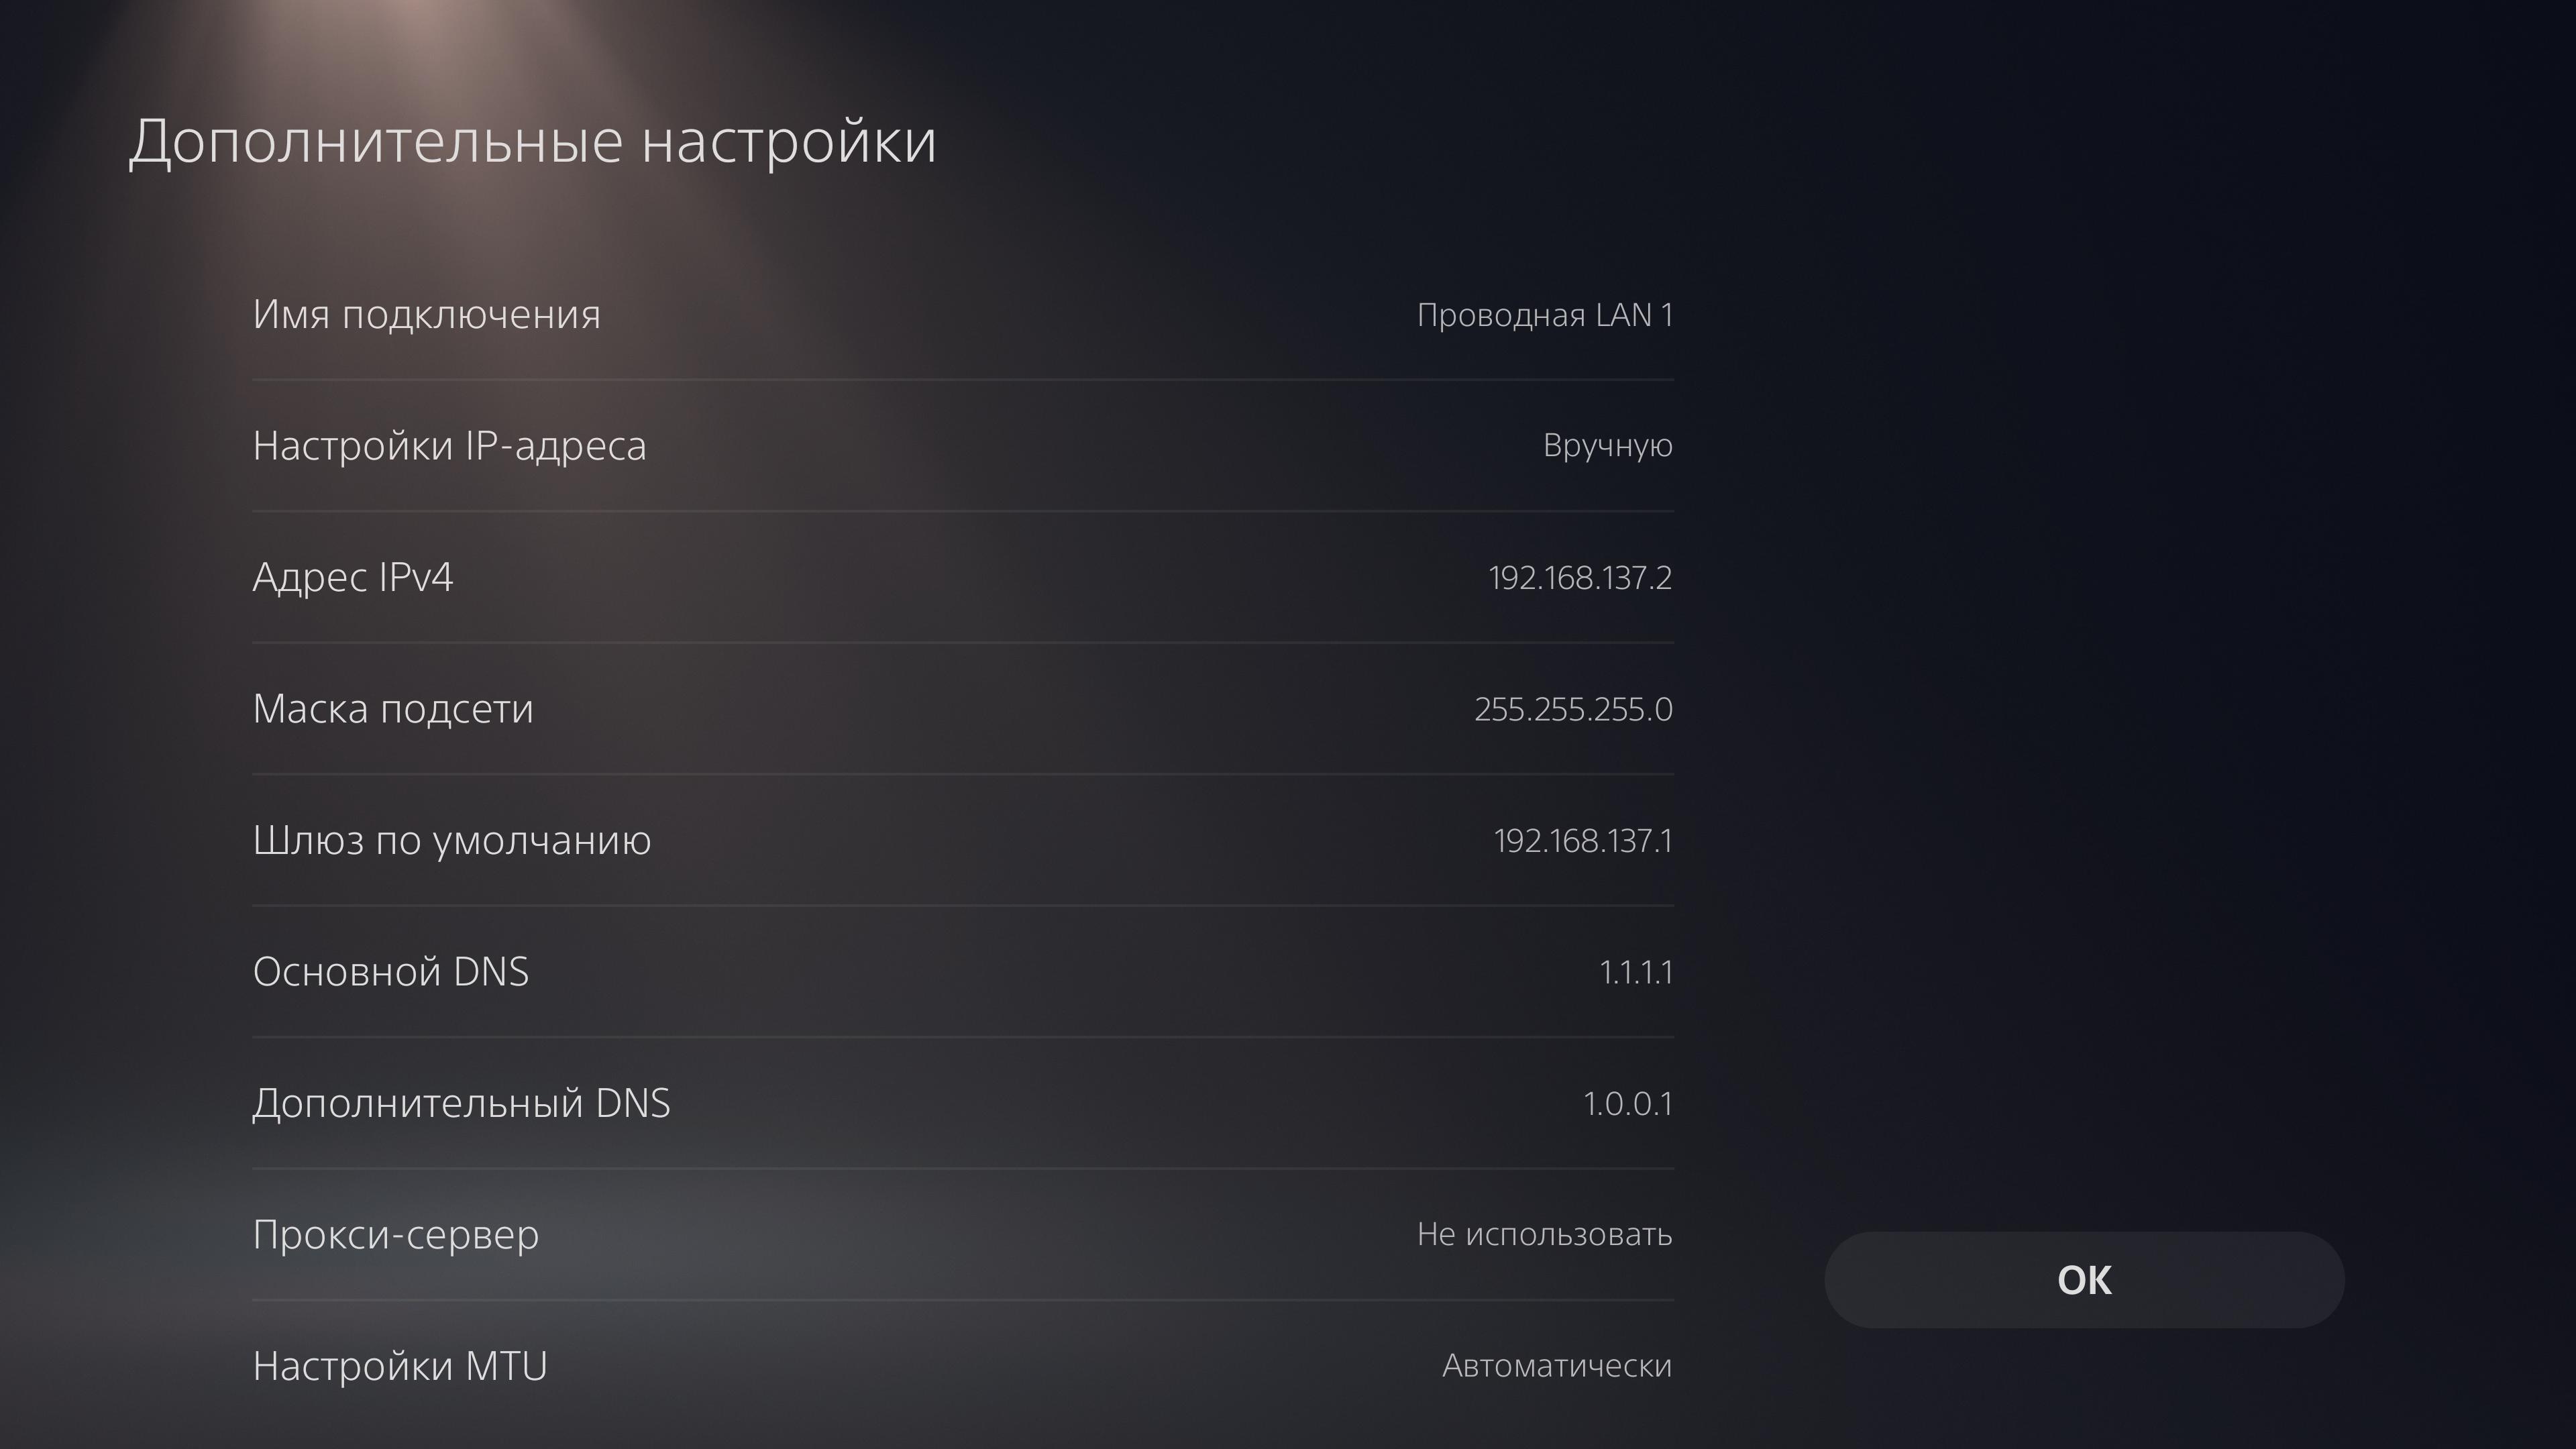 Дополнительные настройки
Имя подключения Проводная LAN 1
Настройки IP-адреса Вручную
Адрес IPv4 192.168.137.2
Маска подсети 255.255.255.0
Шлюз по умолчанию 192.168.137.1
Основной DNS 1.1.1.1
Дополнительный DNS 1.0.0.1
Прокси-сервер Не использовать
Настройки MTU Автоматически
ОК